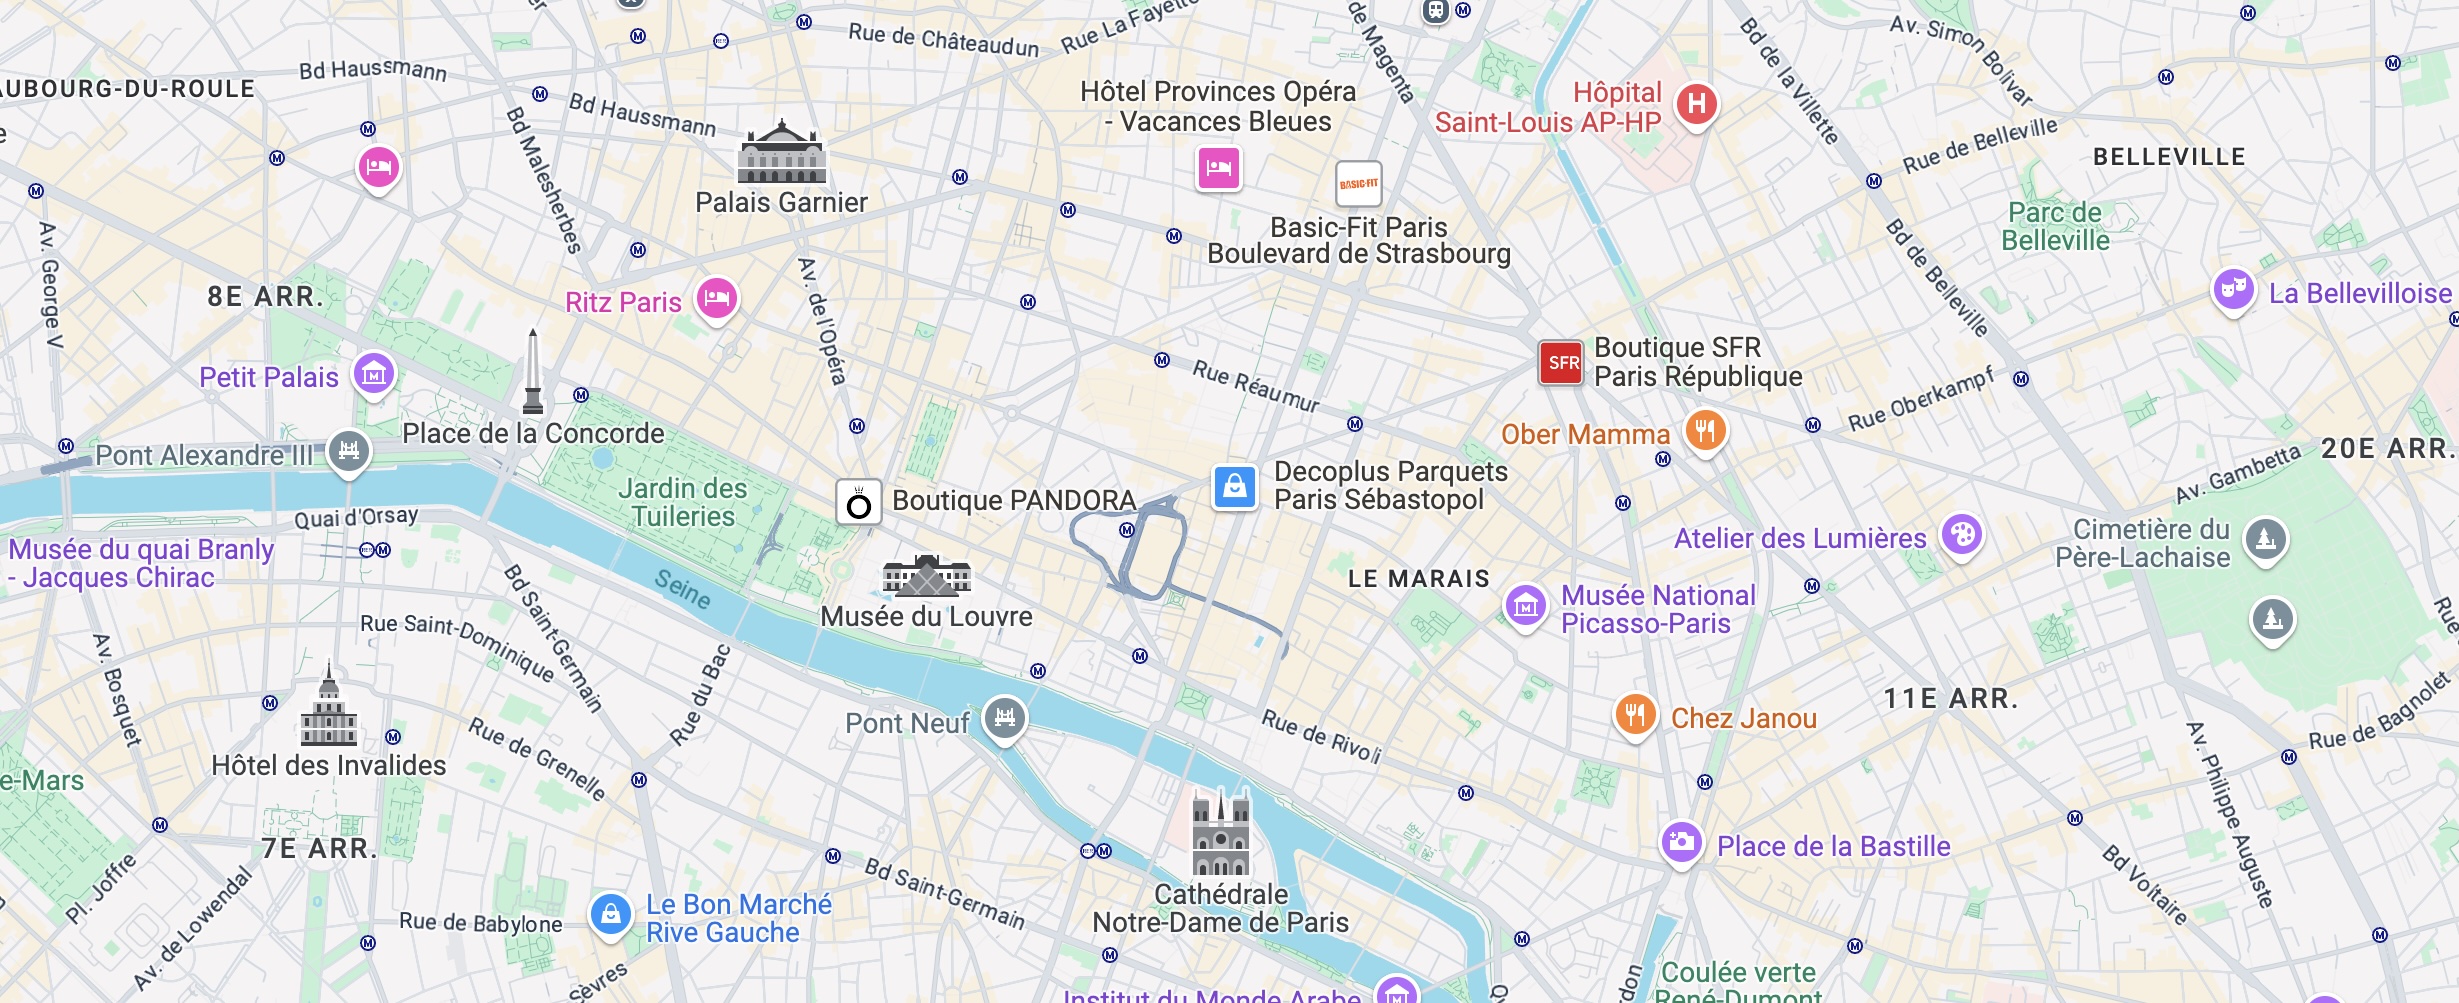 Rue de Châteaudun
Rue La Fayette
de Magenta
Bd de la Villette
Av. Simon Bolivar
Bd Haussmann
AUBOURG-DU-ROULE
Bd Haussmann
Bd Malesherbes
Palais Garnier
Hôtel Provinces Opéra
- Vacances Bleues
BASIC-FIT
Basic-Fit Paris
Boulevard de Strasbourg
Hôpital
Saint-Louis AP-HP
H
Rue de Belleville
BELLEVILLE
Parc de
Belleville
Bd de Belleville
La Bellevilloise
Av. George V
8E ARR.
Ritz Paris
Av. de l'Opéra
Petit Palais
Place de la Concorde
Pont Alexandre III
Rue Réaumur
SFR
Boutique SFR
Paris République
Ober Mamma
Rue Oberkampf
20E ARR.
Av. Gambetta
Jardin des
Tuileries
Boutique PANDORA
Decoplus Parquets
Paris Sébastopol
Quai d'Orsay
Musée du quai Branly
- Jacques Chirac
Seine
Musée du Louvre
LE MARAIS
Musée National
Picasso-Paris
Atelier des Lumières
Cimetière du
Père-Lachaise
Rue
Bd Saint-Germain
Rue Saint-Dominique
Av. Bosquet
Rue du Bac
Hôtel des Invalides
Rue de Grenelle
Pont Neuf
Rue de Rivoli
Chez Janou
11E ARR.
Rue de Bagnolet
Av. Philippe Auguste
e-Mars
7E ARR.
Pl. Joffre
Av. de Lowendal
Rue de Babylone
Le Bon Marché
Rive Gauche
Sèvres
Bd Saint-Germain
Cathédrale
Notre-Dame de Paris
Place de la Bastille
Bd Voltaire
Institut du Monde Arabe
Coulée verte
René-Dumont
rdon